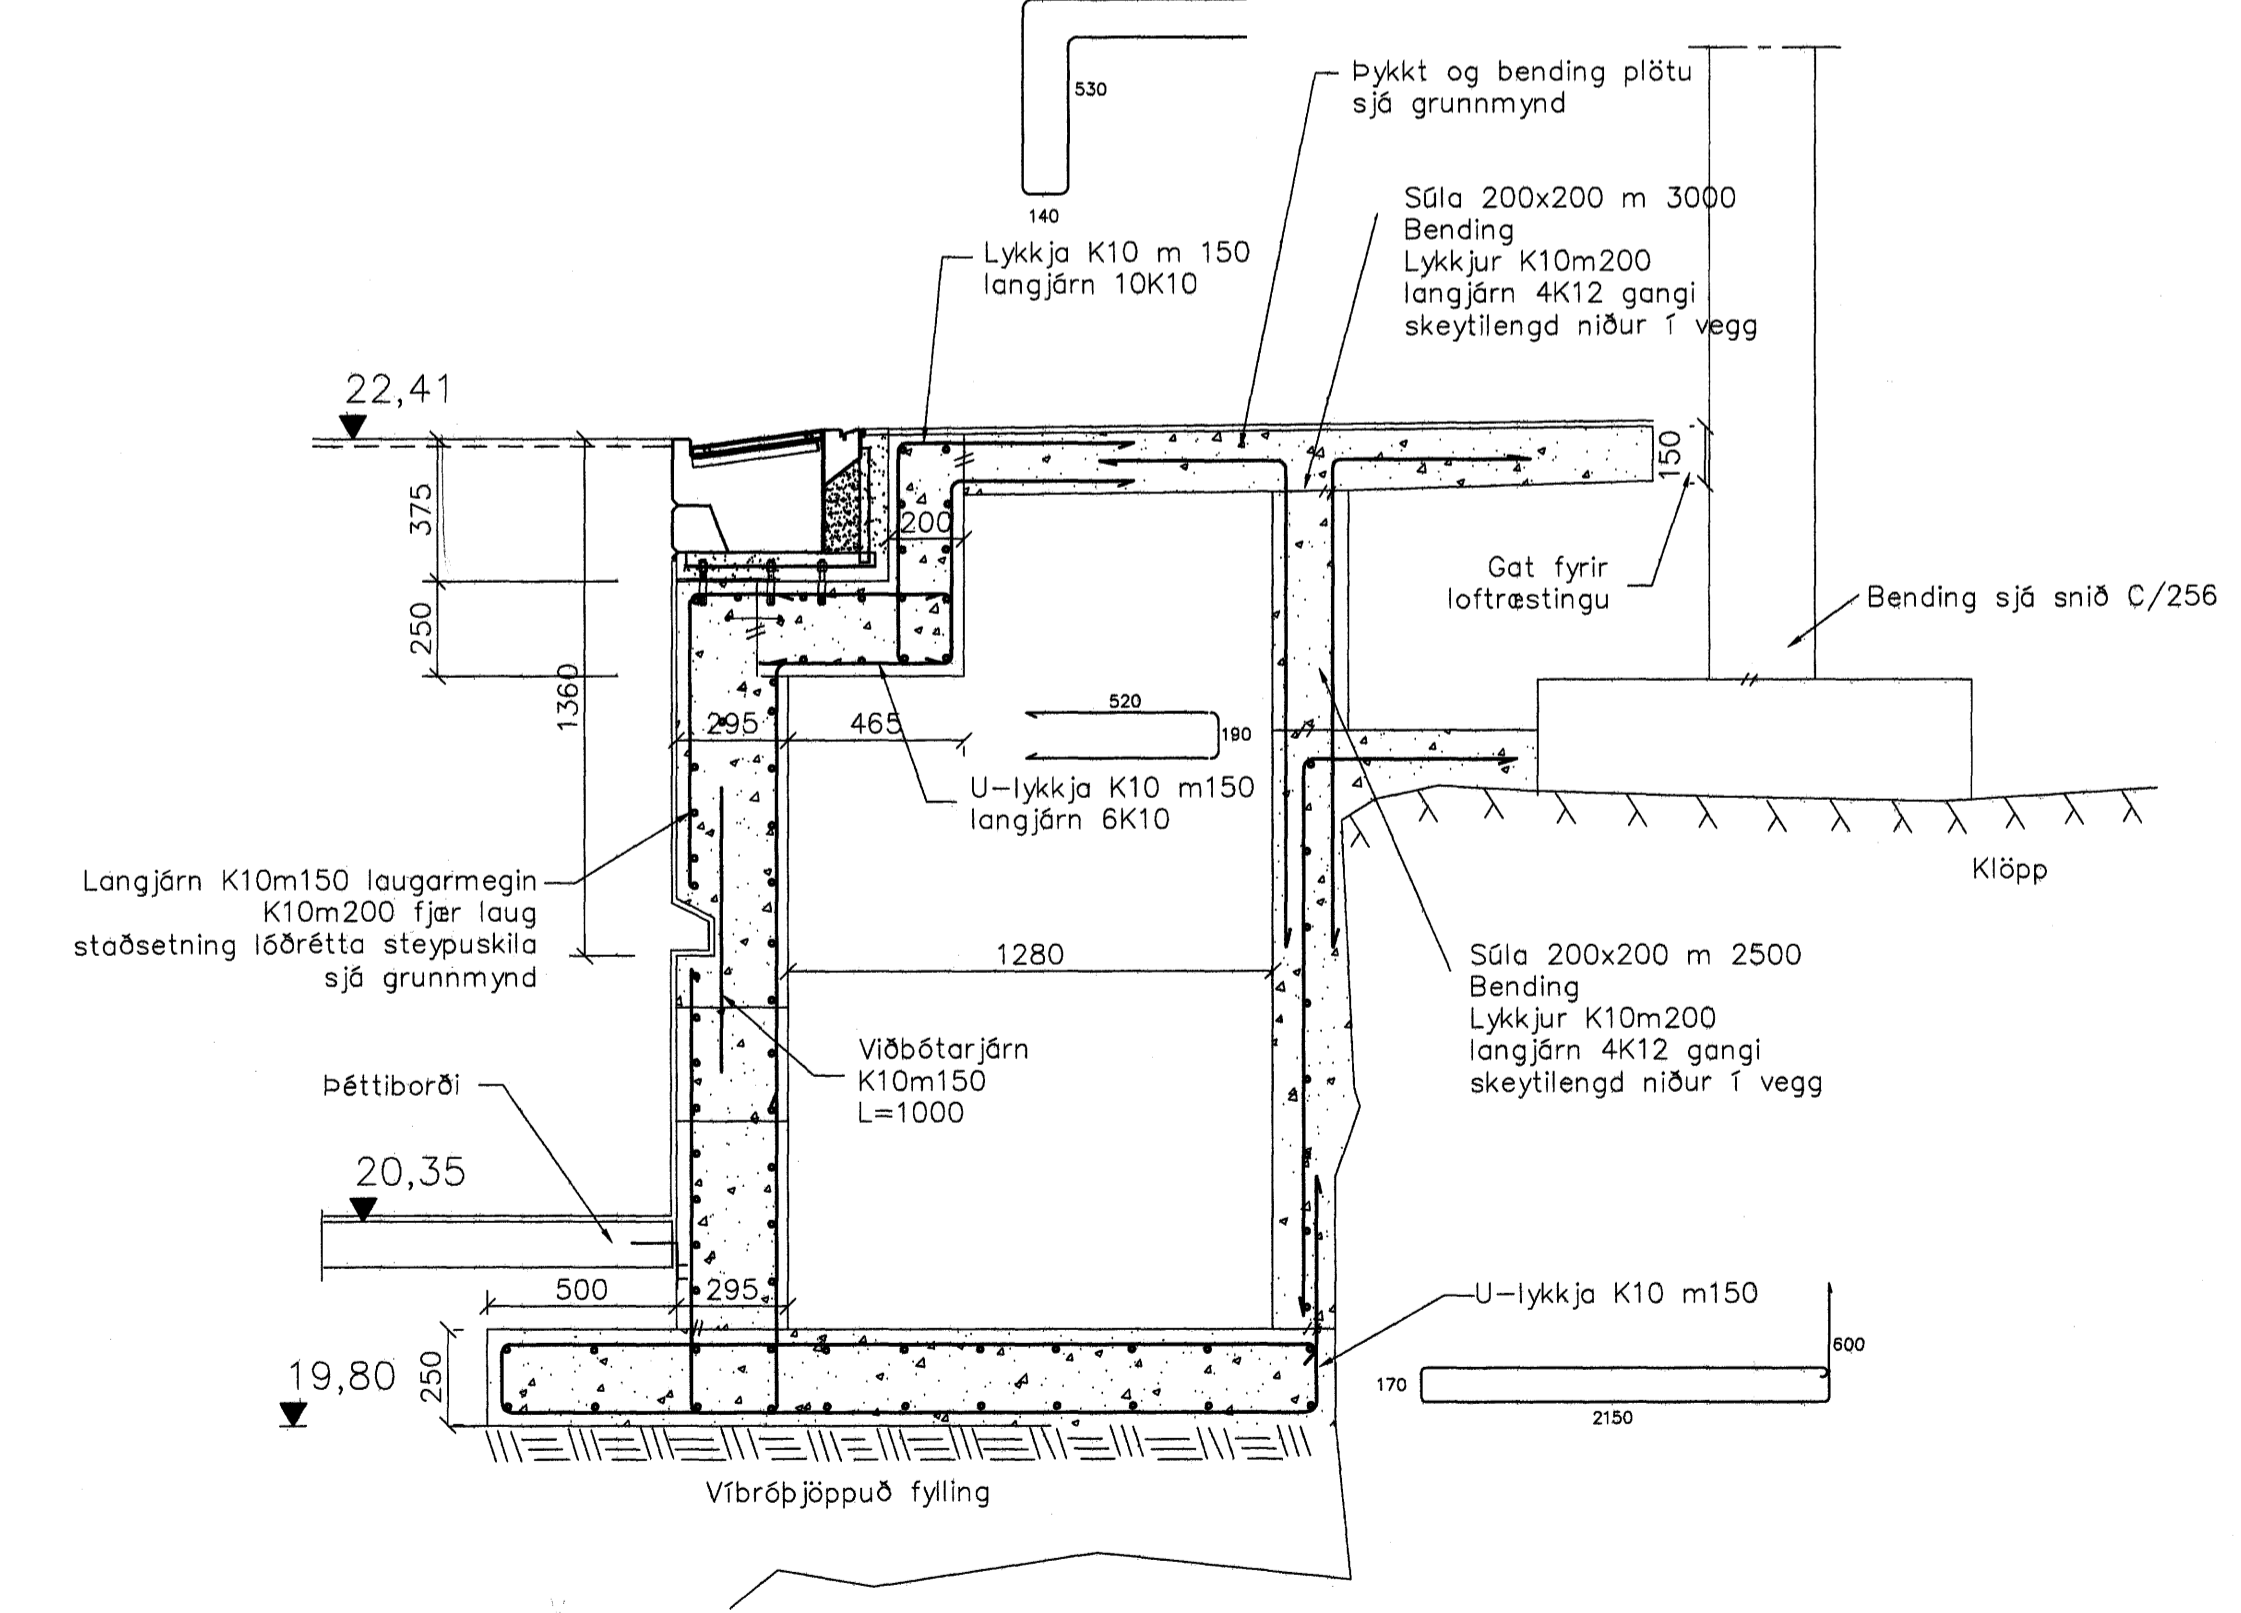 530
140
Þykkt og bending plötu
sjá grunnmynd
Súla 200x200 m 3000
Bending
Lykkjur K10m200
langjárn 4K12 gangi
skeytilengd niður í vegg
Lykkja K10 m 150
langjárn 10K10
22,41
375
250
1360
200
150
Gat fyrir
loftræstingu
Bending sjá snið C/256
295
465
520
190
U-lykkja K10 m150
langjárn 6K10
Klöpp
Langjárn K10m150 laugarmegin
K10m200 fjær laug
staðsetning lóðrétta steypuskila
sjá grunnmynd
1280
Súla 200x200 m 2500
Bending
Lykkjur K10m200
langjárn 4K12 gangi
skeytilengd niður í vegg
Viðbótarjárn
K10m150
L=1000
Þéttiborði
20,35
500
295
U-lykkja K10 m150
600
170
2150
19,80
250
Víbróþjöppuð fylling